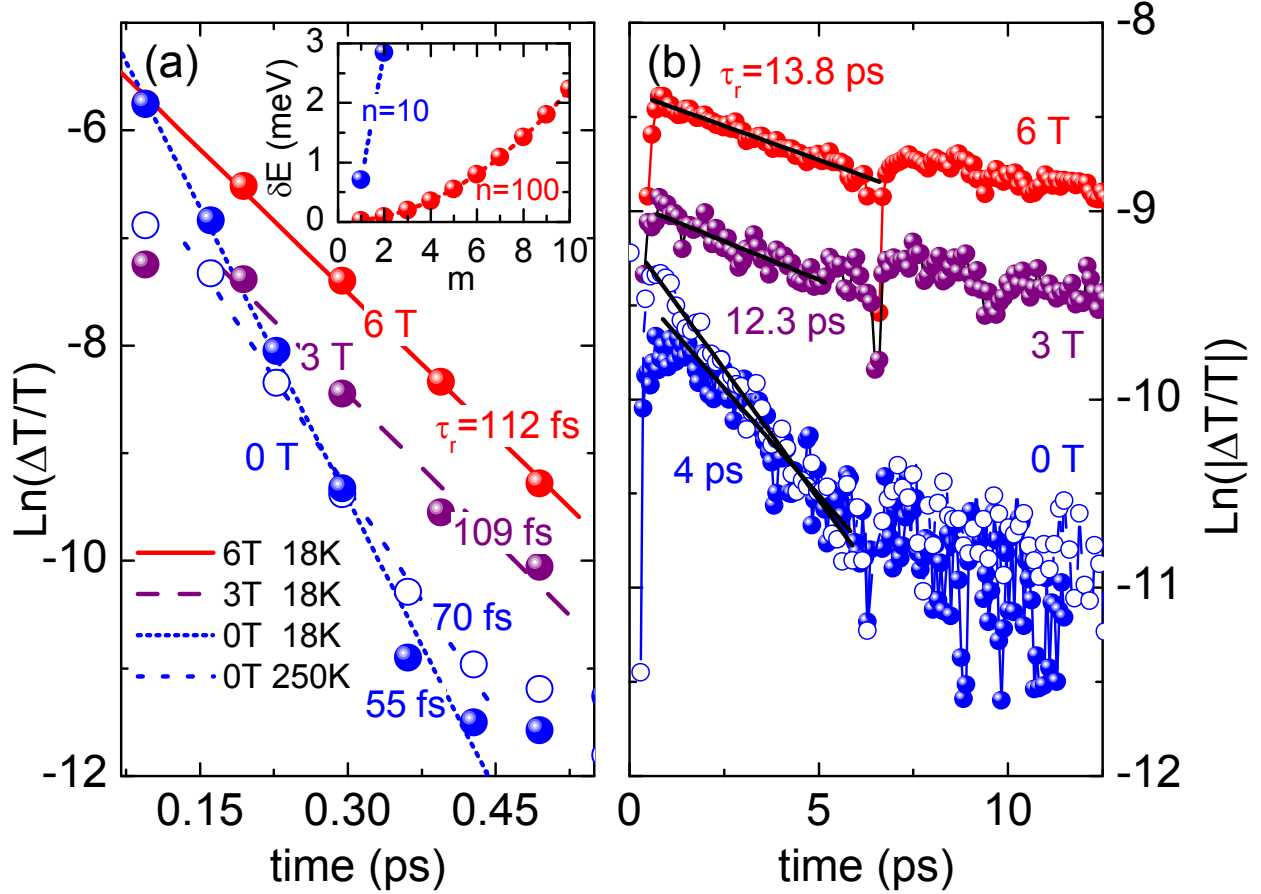 (a)
Ln(ΔT/T)
-6
-8
-10
-12
0.15
0.30
0.45
time (ps)
6 T
3 T
0 T
τr=112 fs
109 fs
70 fs
55 fs
6T 18K
3T 18K
0T 18K
0T 250K
δE (meV)
3
2
1
0
0 2 4 6 8 10
m
n=10
n=100
(b)
τr=13.8 ps
6 T
12.3 ps
3 T
4 ps
0 T
-8
-9
-10
-11
-12
Ln(|ΔT/T|)
0
5
10
time (ps)